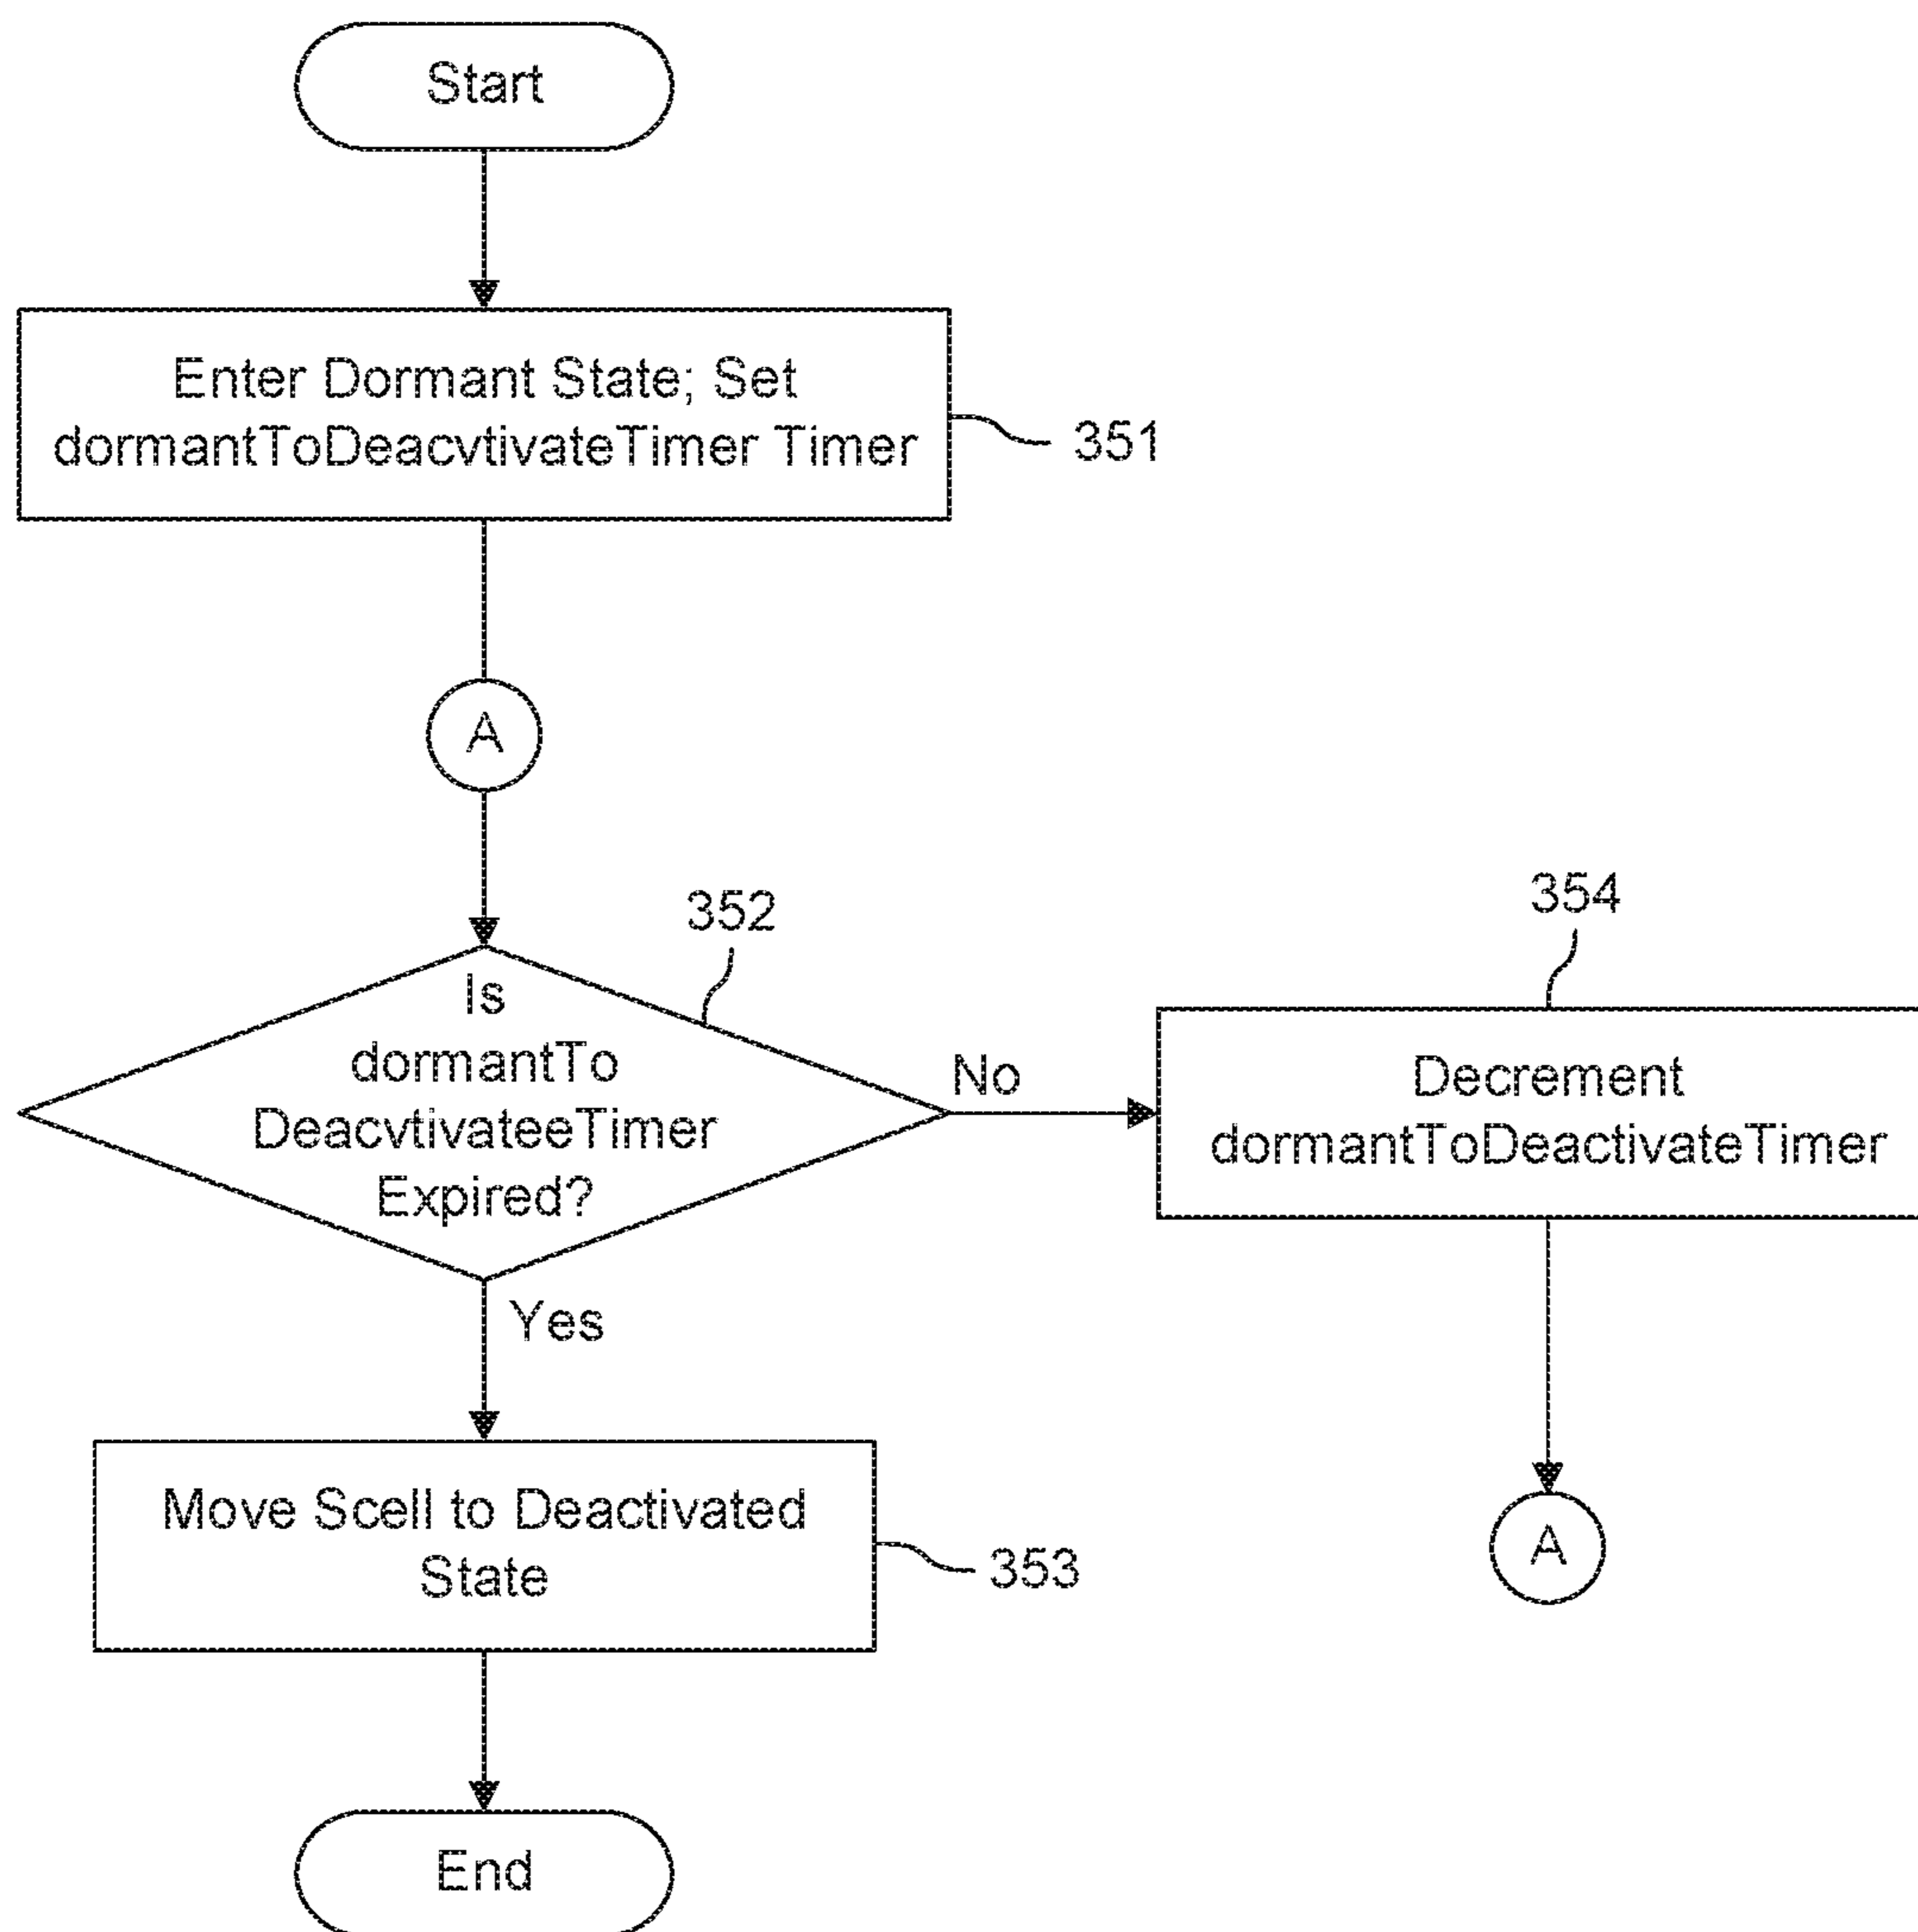 Start
Enter Dormant State; Set
dormantToDeacvtivateTimer Timer
351
A
352
Is
dormantTo
DeacvtivateeTimer
Expired?
No
354
Decrement
dormantToDeactivateTimer
Yes
Move Scell to Deactivated
State
353
A
End